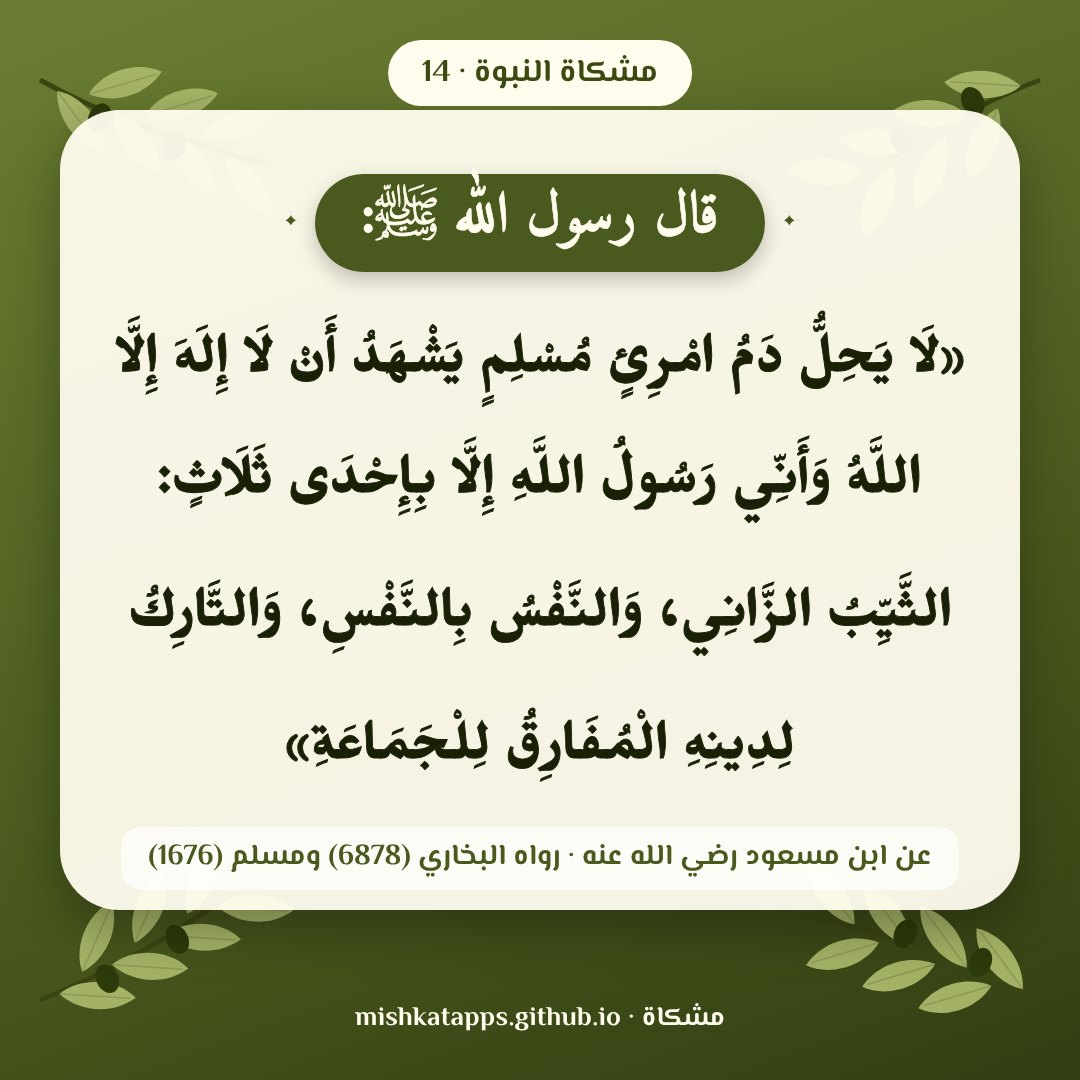 مشكاة النبوة · 14
قال رسول الله ﷺ:
«لَا يَحِلُّ دَمُ امْرِئٍ مُسْلِمٍ يَشْهَدُ أَنْ لَا إِلَهَ إِلَّا
اللَّهُ وَأَنِّي رَسُولُ اللَّهِ إِلَّا بِإِحْدَى ثَلَاثٍ:
الثَّيِّبُ الزَّانِي، وَالنَّفْسُ بِالنَّفْسِ، وَالتَّارِكُ
لِدِينِهِ الْمُفَارِقُ لِلْجَمَاعَةِ»
عن ابن مسعود رضي الله عنه · رواه البخاري (6878) ومسلم (1676)
مشكاة · mishkatapps.github.io